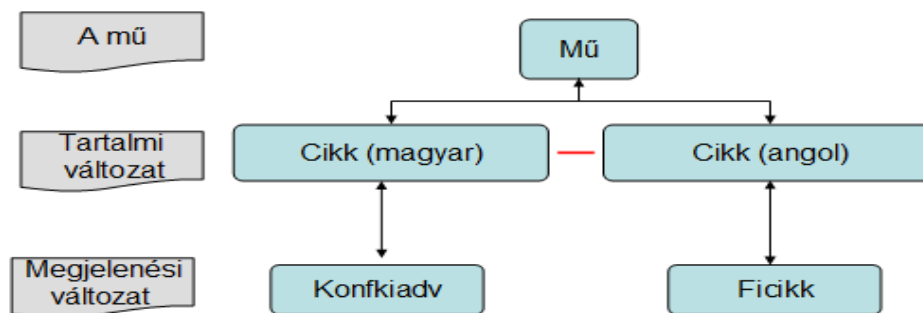 A mű
Mű
Tartalmi
változat
Cikk (magyar)
Cikk (angol)
Megjelenési
változat
Konfkiadv
Ficikk